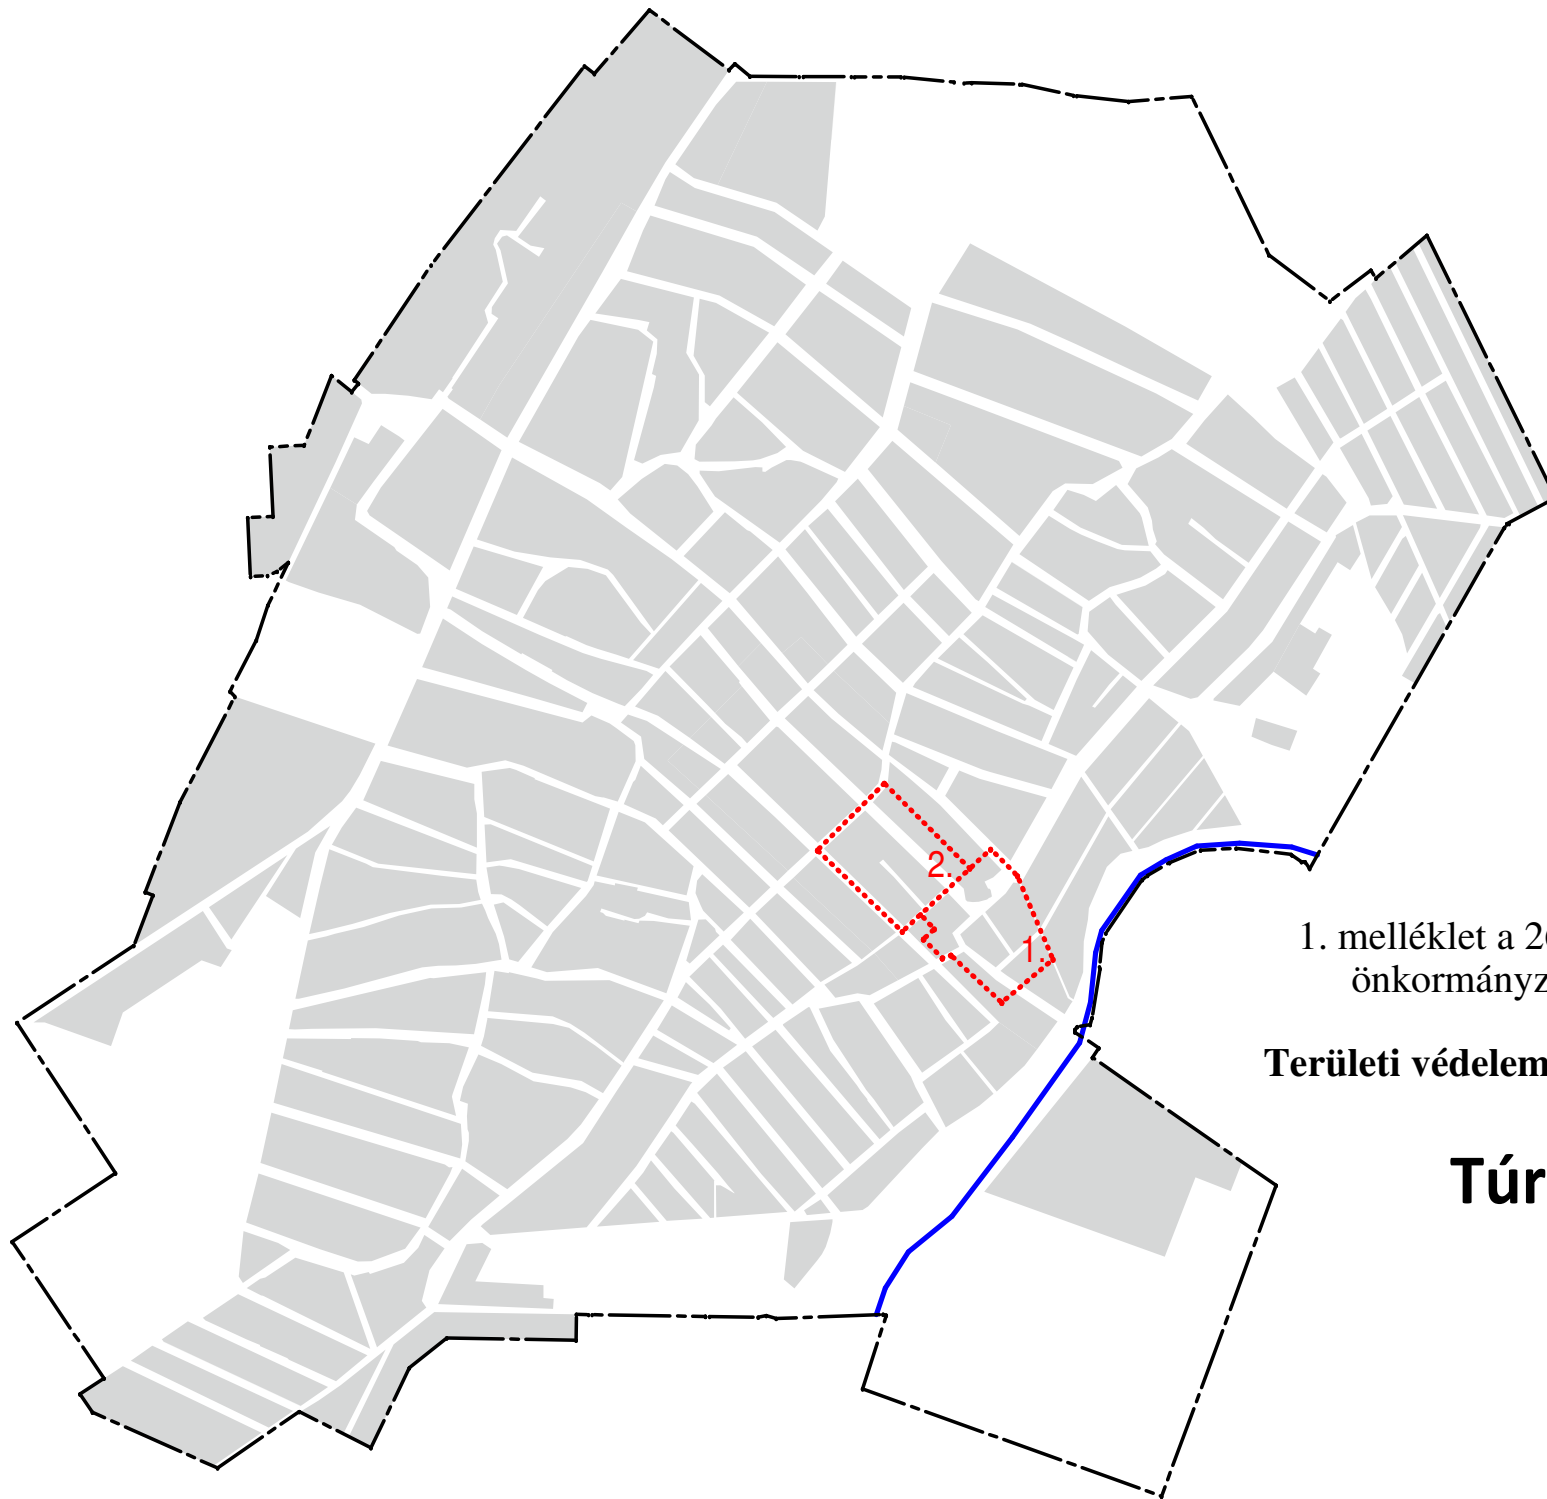 2.
1.
1. melléklet a 2
önkormányz
Területi védelem
Túr